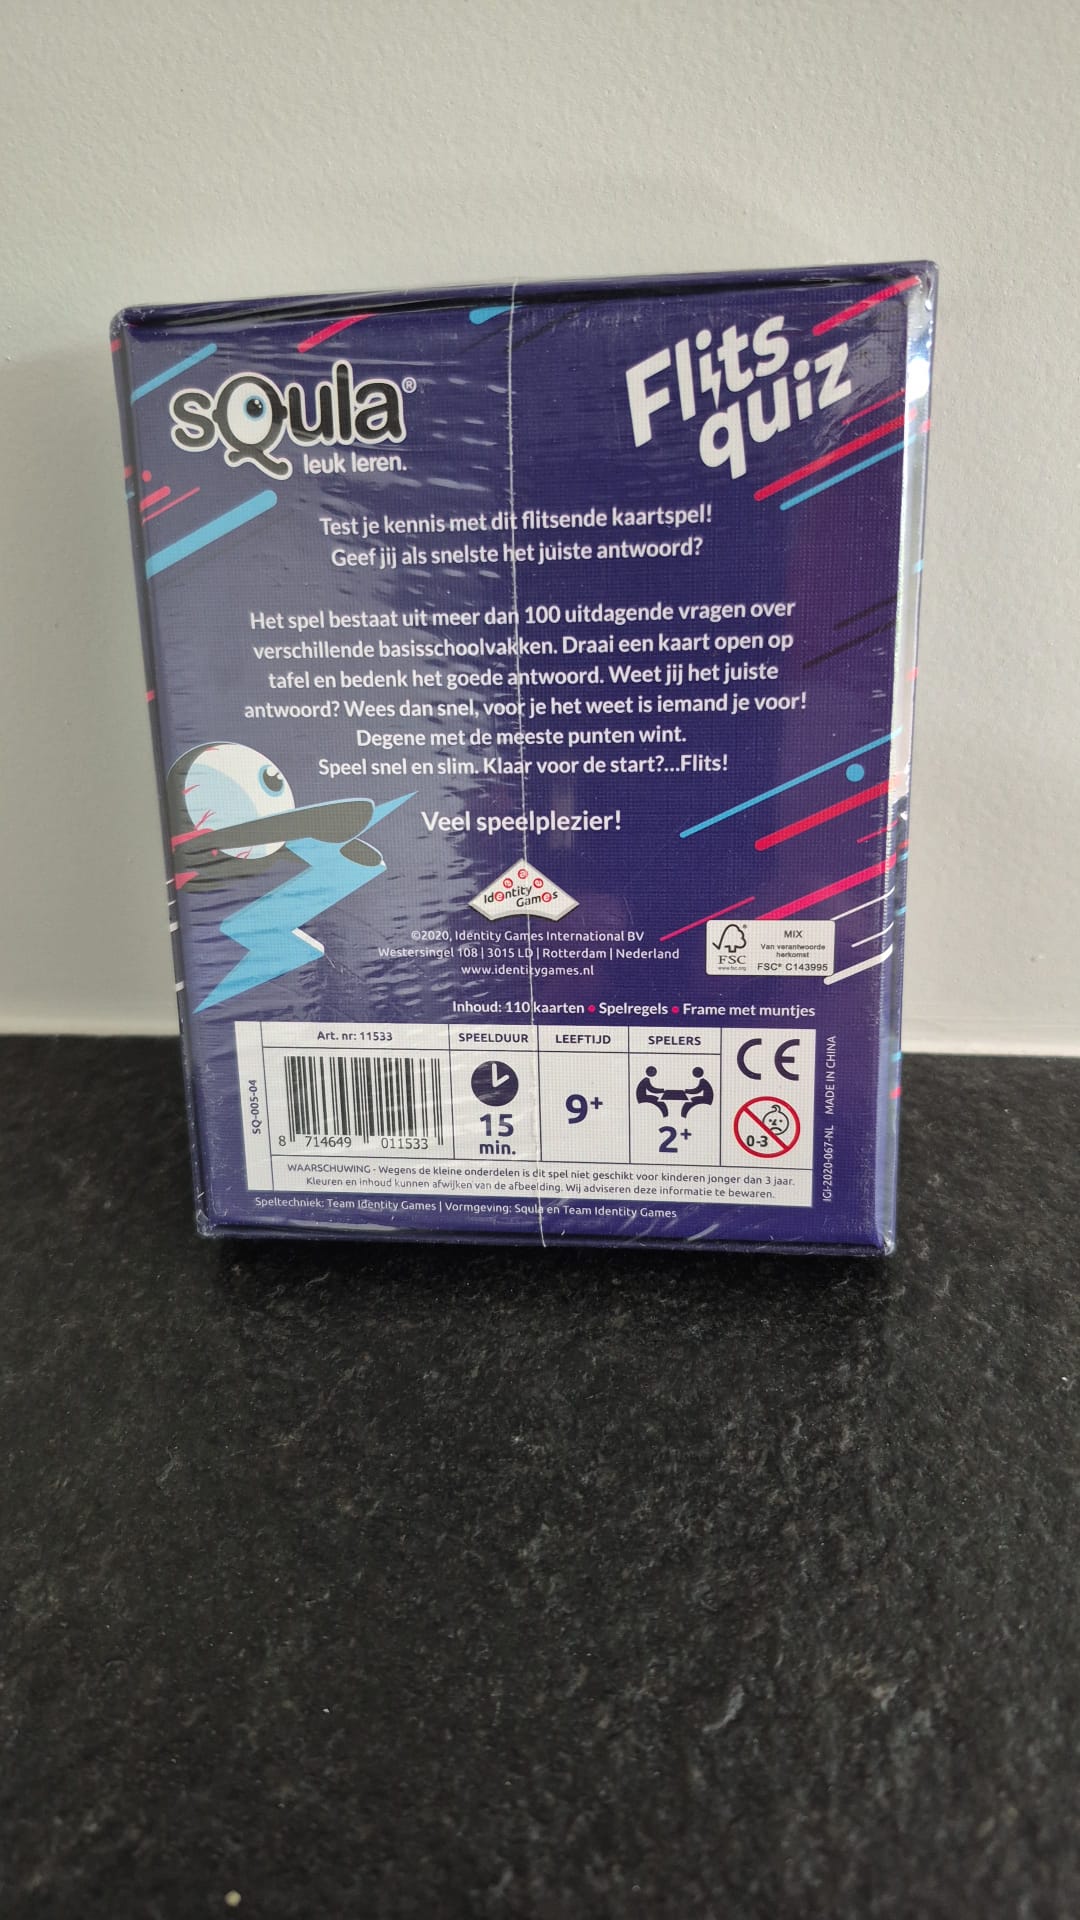 sQula®
leuk leren.
Flits
quiz
Test je kennis met dit flitsende kaartspel!
Geef jij als snelste het juiste antwoord?
Het spel bestaat uit meer dan 100 uitdagende vragen over
verschillende basisschoolvakken. Draai een kaart open op
tafel en bedenk het goede antwoord. Weet jij het juiste
antwoord? Wees dan snel, voor je het weet is iemand je voor!
Degene met de meeste punten wint.
Speel snel en slim. Klaar voor de start?...Flits!
Veel speelplezier!
Identity
Games
©2020, Identity Games International BV
Westersingel 108 | 3015 LD | Rotterdam | Nederland
www.identitygames.nl
FSC
www.fsc.org
MIX
Van verantwoorde
herkomst
FSC® C143995
Inhoud: 110 kaarten • Spelregels • Frame met muntjes
SQ-005-04
Art. nr: 11533
8 714649 011533
SPEELDUUR
15
min.
LEEFTIJD
9+
SPELERS
2+
CE
0-3
IGI-2020-067-NL MADE IN CHINA
WAARSCHUWING - Wegens de kleine onderdelen is dit spel niet geschikt voor kinderen jonger dan 3 jaar.
Kleuren en inhoud kunnen afwijken van de afbeelding. Wij adviseren deze informatie te bewaren.
Speltechniek: Team Identity Games | Vormgeving: Squla en Team Identity Games